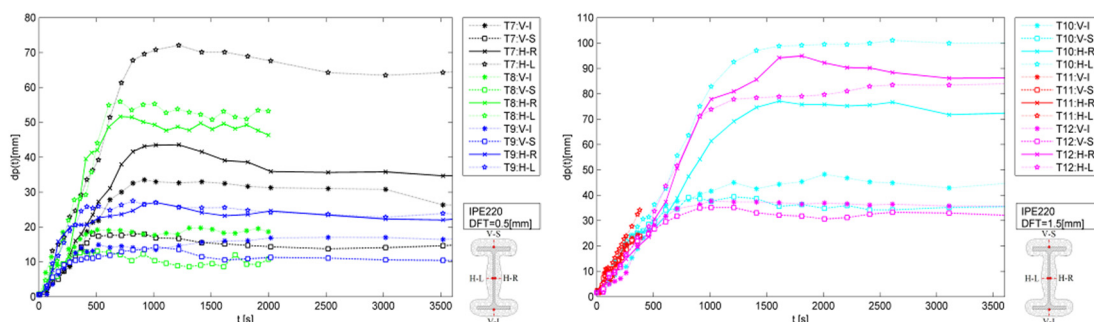 80
70
60
50
40
30
20
10
0
dp(t)[mm]
0 500 1000 1500 2000 2500 3000 3500
t [s]
T7:V-I
T7:V-S
T7:H-R
T7:H-L
T8:V-I
T8:V-S
T8:H-R
T8:H-L
T9:V-I
T9:V-S
T9:H-R
T9:H-L
IPE220
DFT=0.5[mm]
V-S
H-L H-R
V-I
110
100
90
80
70
60
50
40
30
20
10
0
dp(t)[mm]
0 500 1000 1500 2000 2500 3000 3500
t [s]
T10:V-I
T10:V-S
T10:H-R
T10:H-L
T11:V-I
T11:V-S
T11:H-R
T11:H-L
T12:V-I
T12:V-S
T12:H-R
T12:H-L
IPE220
DFT=1.5[mm]
V-S
H-L H-R
V-I